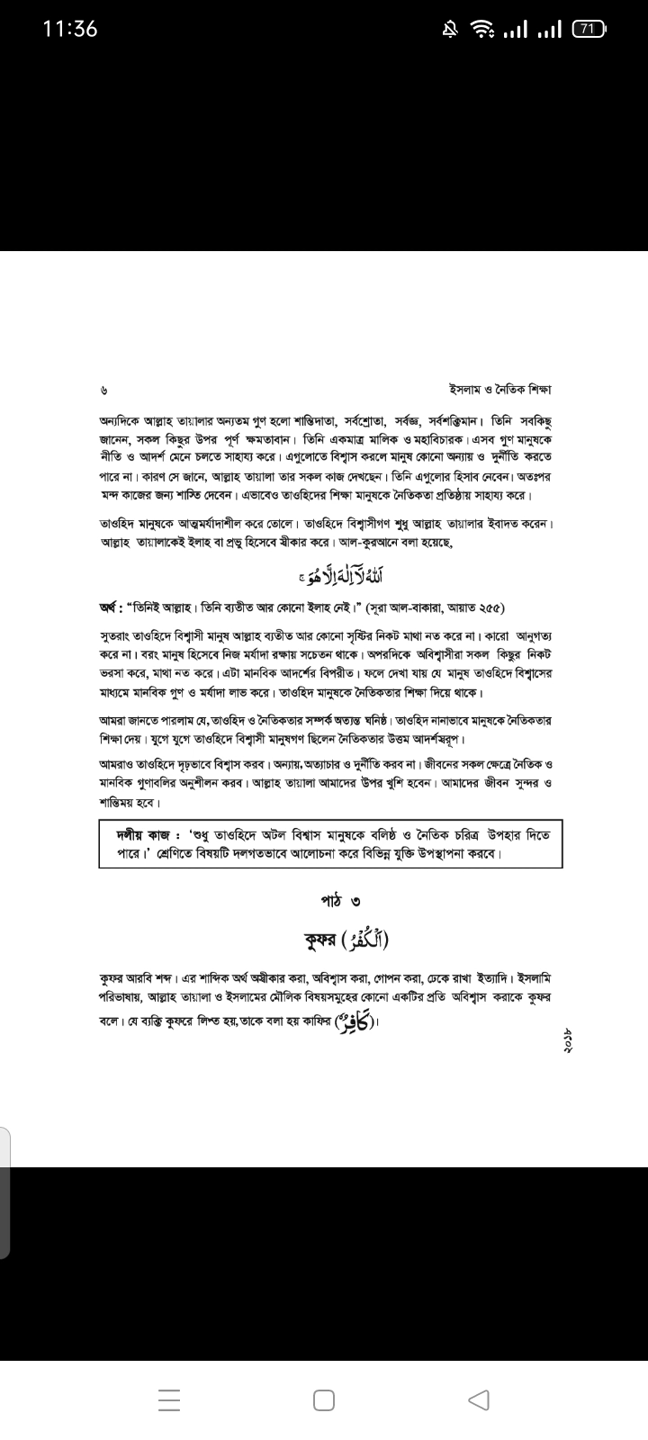 11:36
71
৬
ইসলাম ও নৈতিক শিক্ষা
অন্যদিকে আল্লাহ তায়ালার অন্যতম গুণ হলো শাস্তিদাতা, সর্বশ্রোতা, সর্বজ্ঞ, সর্বশক্তিমান। তিনি সবকিছু
জানেন, সকল কিছুর উপর পূর্ণ ক্ষমতাবান। তিনি একমাত্র মালিক ও মহাবিচারক। এসব গুণ মানুষকে
নীতি ও আদর্শ মেনে চলতে সাহায্য করে। এগুলোতে বিশ্বাস করলে মানুষ কোনো অন্যায় ও দুর্নীতি করতে
পারে না। কারণ সে জানে, আল্লাহ তায়ালা তার সকল কাজ দেখছেন। তিনি এগুলোর হিসাব নেবেন। অতঃপর
মন্দ কাজের জন্য শাস্তি দেবেন। এভাবেও তাওহিদের শিক্ষা মানুষকে নৈতিকতা প্রতিষ্ঠায় সাহায্য করে।
তাওহিদ মানুষকে আত্মমর্যাদাশীল করে তোলে। তাওহিদে বিশ্বাসীগণ শুধু আল্লাহ তায়ালার ইবাদত করেন।
আল্লাহ তায়ালাকেই ইলাহ বা প্রভু হিসেবে স্বীকার করে। আল-কুরআনে বলা হয়েছে,
اَللّٰهُ لَآ اِلٰهَ اِلَّا هُوَ ۚ
অর্থ : “তিনিই আল্লাহ। তিনি ব্যতীত আর কোনো ইলাহ নেই।” (সূরা আল-বাকারা, আয়াত ২৫৫)
সুতরাং তাওহিদে বিশ্বাসী মানুষ আল্লাহ ব্যতীত আর কোনো সৃষ্টির নিকট মাথা নত করে না। কারো আনুগত্য
করে না। বরং মানুষ হিসেবে নিজ মর্যাদা রক্ষায় সচেতন থাকে। অপরদিকে অবিশ্বাসীরা সকল কিছুর নিকট
ভরসা করে, মাথা নত করে। এটা মানবিক আদর্শের বিপরীত। ফলে দেখা যায় যে মানুষ তাওহিদে বিশ্বাসের
মাধ্যমে মানবিক গুণ ও মর্যাদা লাভ করে। তাওহিদ মানুষকে নৈতিকতার শিক্ষা দিয়ে থাকে।
আমরা জানতে পারলাম যে, তাওহিদ ও নৈতিকতার সম্পর্ক অত্যন্ত ঘনিষ্ঠ। তাওহিদ নানাভাবে মানুষকে নৈতিকতার
শিক্ষা দেয়। যুগে যুগে তাওহিদে বিশ্বাসী মানুষগণ ছিলেন নৈতিকতার উত্তম আদর্শস্বরূপ।
আমরাও তাওহিদে দৃঢ়ভাবে বিশ্বাস করব। অন্যায়, অত্যাচার ও দুর্নীতি করব না। জীবনের সকল ক্ষেত্রে নৈতিক ও
মানবিক গুণাবলির অনুশীলন করব। আল্লাহ তায়ালা আমাদের উপর খুশি হবেন। আমাদের জীবন সুন্দর ও
শান্তিময় হবে।
দলীয় কাজ : ‘শুধু তাওহিদে অটল বিশ্বাস মানুষকে বলিষ্ঠ ও নৈতিক চরিত্র উপহার দিতে
পারে।’ শ্রেণিতে বিষয়টি দলগতভাবে আলোচনা করে বিভিন্ন যুক্তি উপস্থাপনা করবে।
পাঠ ৩
কুফর (اَلْكُفْرُ)
কুফর আরবি শব্দ। এর শাব্দিক অর্থ অস্বীকার করা, অবিশ্বাস করা, গোপন করা, ঢেকে রাখা ইত্যাদি। ইসলামি
পরিভাষায়, আল্লাহ তায়ালা ও ইসলামের মৌলিক বিষয়সমূহের কোনো একটির প্রতি অবিশ্বাস করাকে কুফর
বলে। যে ব্যক্তি কুফরে লিপ্ত হয়, তাকে বলা হয় কাফির (كَافِرٌ)।
২০১৮